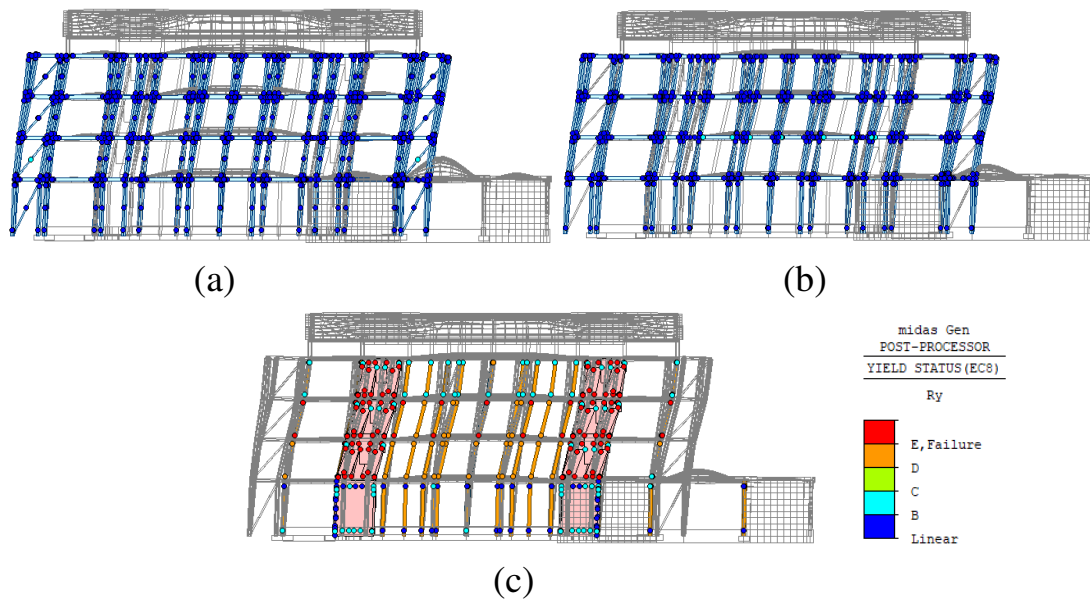 (a)
(b)
(c)
midas Gen
POST-PROCESSOR
YIELD STATUS(EC8)
Ry
E,Failure
D
C
B
Linear